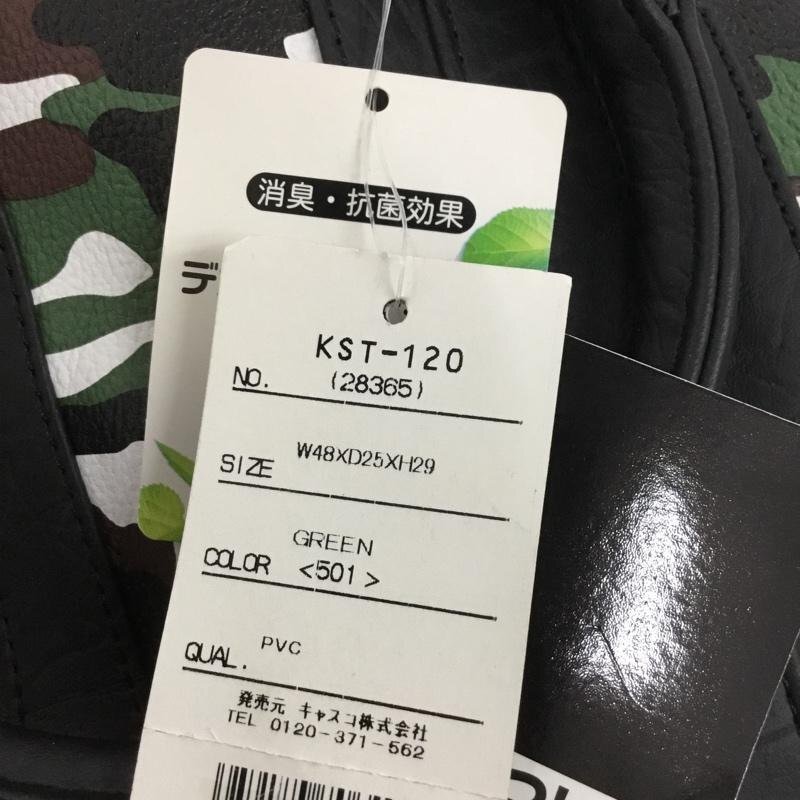 消臭・抗菌効果
デ
KST-120
NO. (28365)
SIZE W48XD25XH29
GREEN
COLOR <501>
QUAL. PVC
発売元 キャスコ株式会社
TEL 0120-371-562